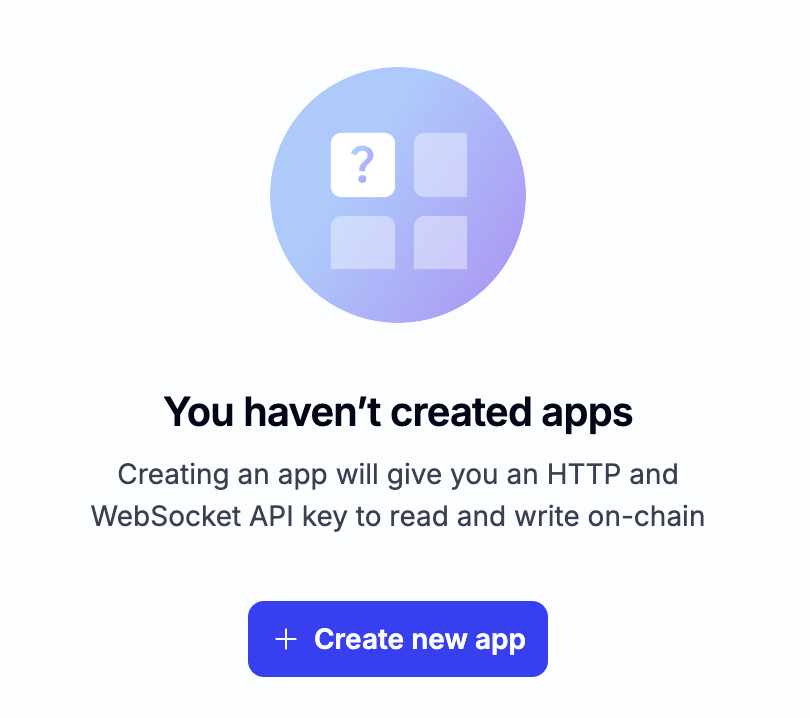 ?
You haven’t created apps
Creating an app will give you an HTTP and
WebSocket API key to read and write on-chain
+ Create new app